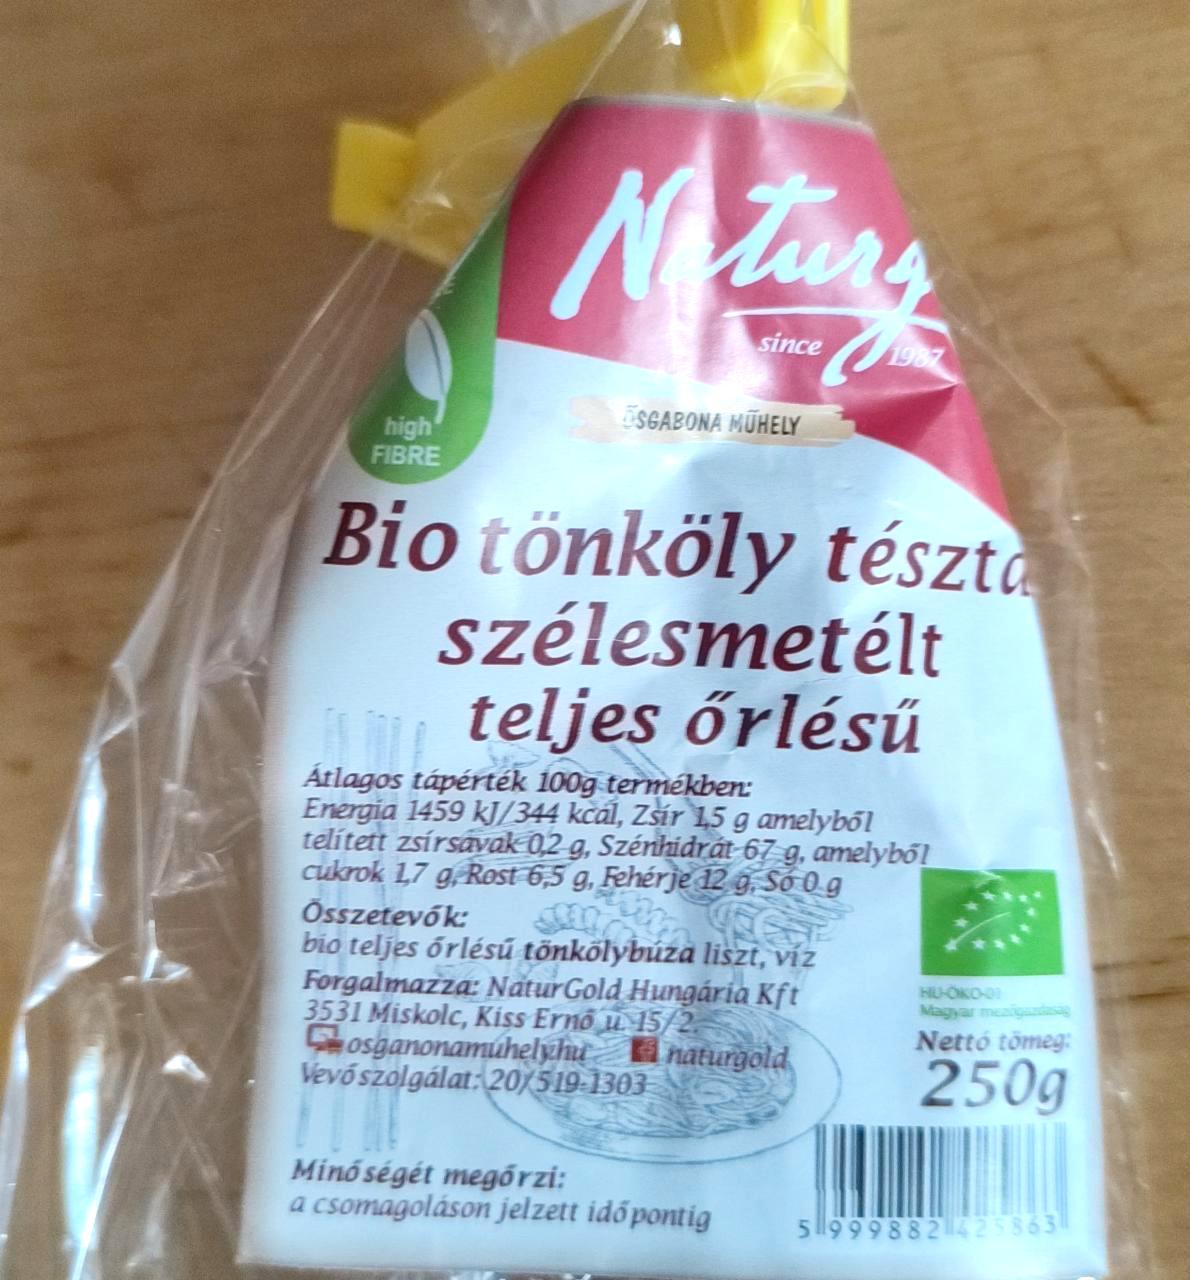 Naturg
since 1987
ŐSGABONA MŰHELY
high
FIBRE
Bio tönköly tészta
szélesmetélt
teljes őrlésű
Átlagos tápérték 100g termékben:
Energia 1459 kJ/344 kcal, Zsír 1,5 g amelyből
telített zsírsavak 0,2 g, Szénhidrát 67 g, amelyből
cukrok 1,7 g, Rost 6,5 g, Fehérje 12 g, Só 0 g
Összetevők:
bio teljes őrlésű tönkölybúza liszt, víz
Forgalmazza: NaturGold Hungária Kft
3531 Miskolc, Kiss Ernő u. 15/2.
osganonamuhely.hu naturgold
Vevőszolgálat: 20/519-1303
HU-ÖKO-01
Magyar mezőgazdaság
Nettó tömeg:
250g
Minőségét megőrzi:
a csomagoláson jelzett időpontig
5 999882 425863